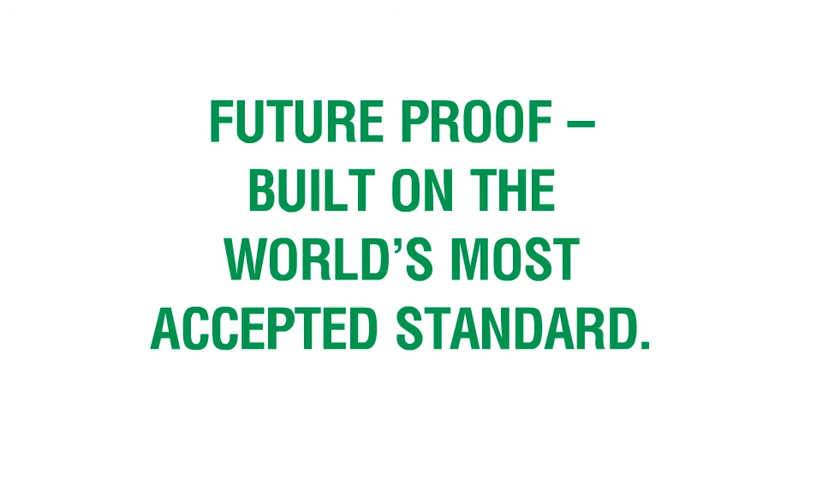 FUTURE PROOF –
BUILT ON THE
WORLD’S MOST
ACCEPTED STANDARD.